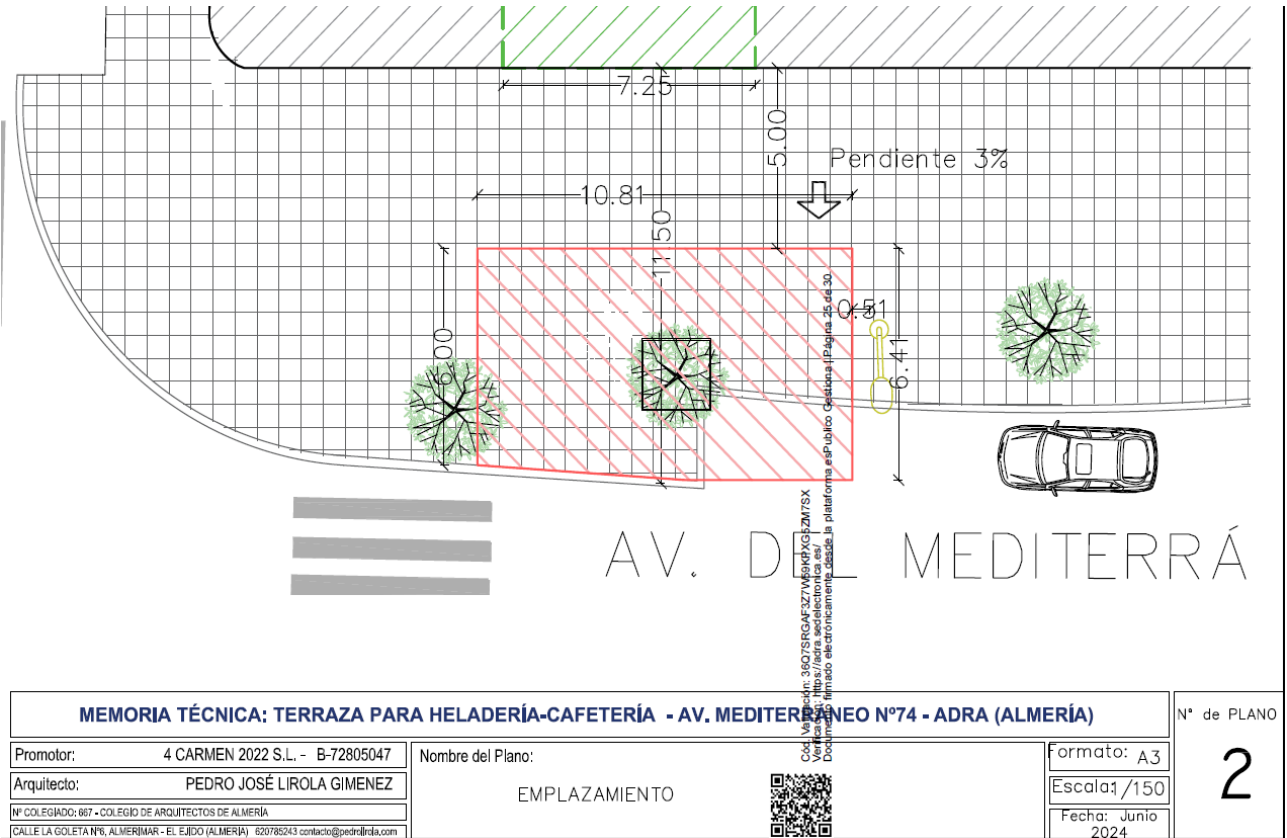 7.25
5.00
Pendiente 3%
10.81
11.50
0.51
6.00
6.41
AV. DEL MEDITERRÁ
Cód. Validación: 36Q7SRGAF3Z7W59KPXG5ZM7SX
Verificación: https://adra.sedelectronica.es/
Documento firmado electrónicamente desde la plataforma esPublico Gestiona | Página 25 de 30
MEMORIA TÉCNICA: TERRAZA PARA HELADERÍA-CAFETERÍA - AV. MEDITERRÁNEO Nº74 - ADRA (ALMERÍA)
Nº de PLANO
2
Promotor: 4 CARMEN 2022 S.L. - B-72805047
Arquitecto: PEDRO JOSÉ LIROLA GIMENEZ
Nº COLEGIADO: 667 - COLEGIO DE ARQUITECTOS DE ALMERÍA
CALLE LA GOLETA Nº6, ALMERIMAR - EL EJIDO (ALMERIA) 620785243 contacto@pedrolirola.com
Nombre del Plano:
EMPLAZAMIENTO
Formato: A3
Escala: 1/150
Fecha: Junio
2024